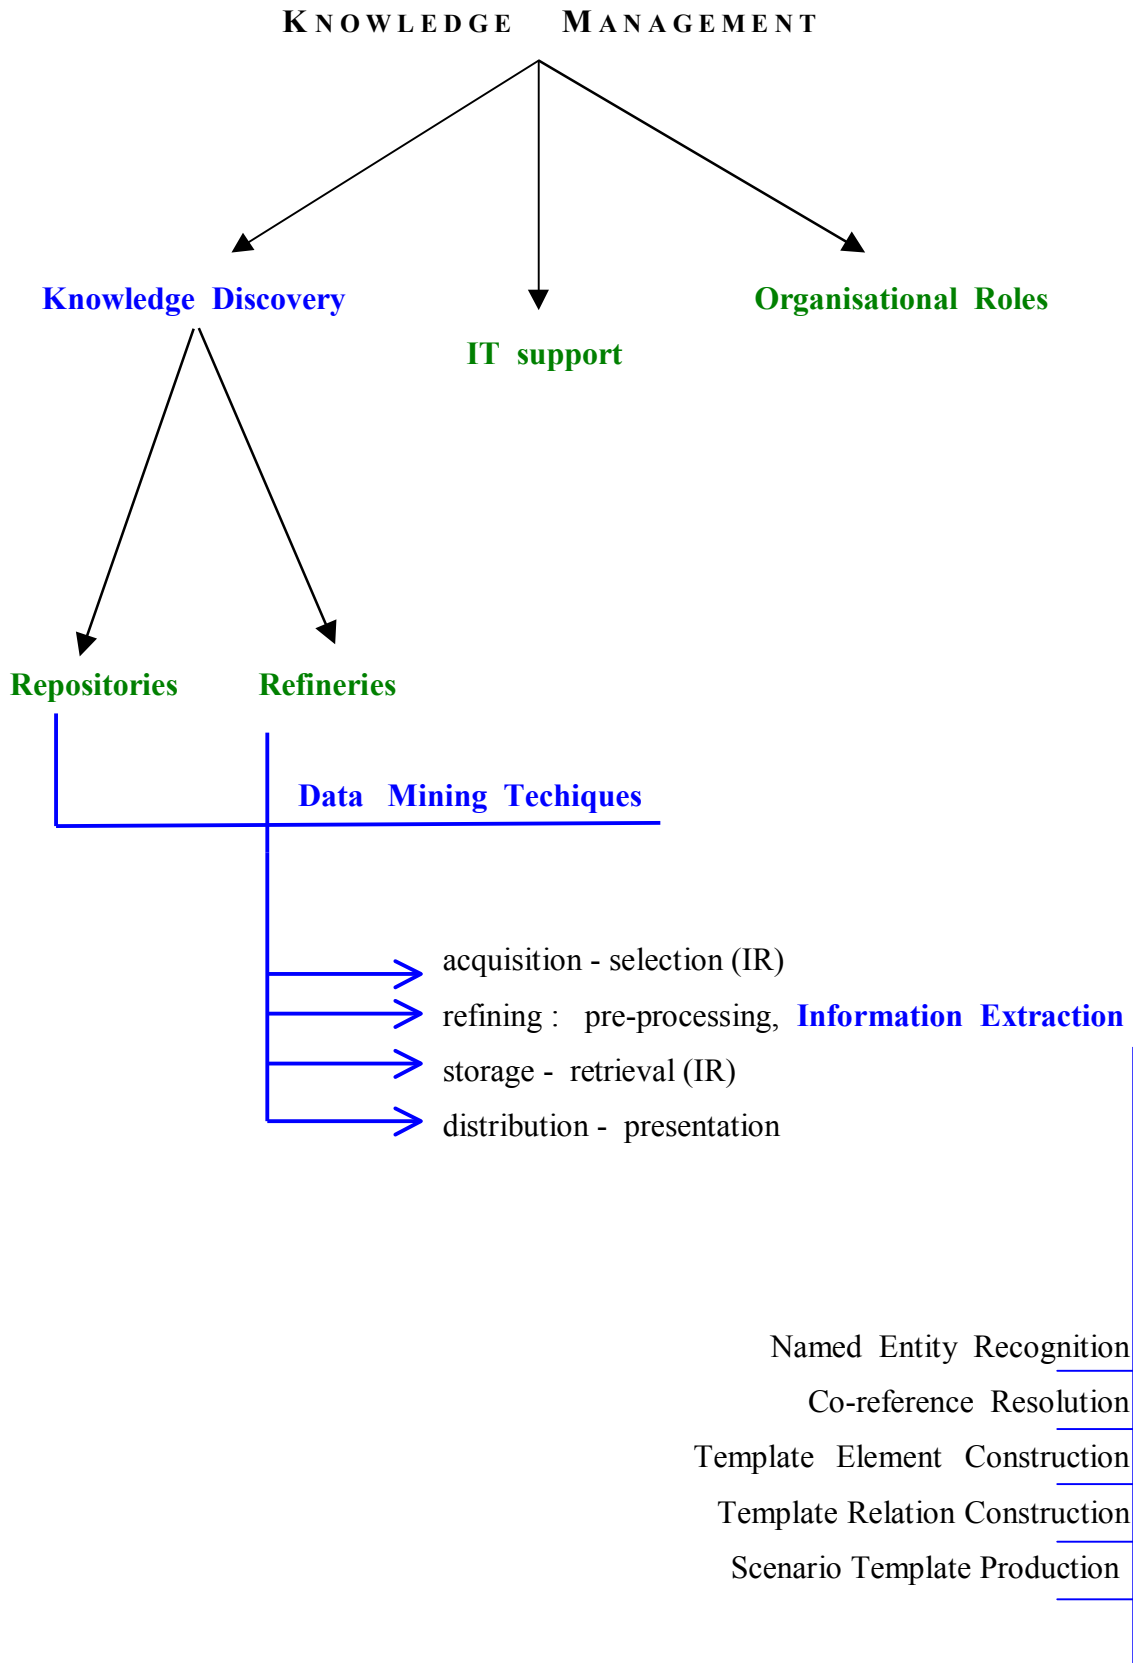 KNOWLEDGE MANAGEMENT
Knowledge Discovery
Organisational Roles
IT support
Repositories
Refineries
Data Mining Techiques
acquisition - selection (IR)
refining : pre-processing, Information Extraction
storage - retrieval (IR)
distribution - presentation
Named Entity Recognition
Co-reference Resolution
Template Element Construction
Template Relation Construction
Scenario Template Production